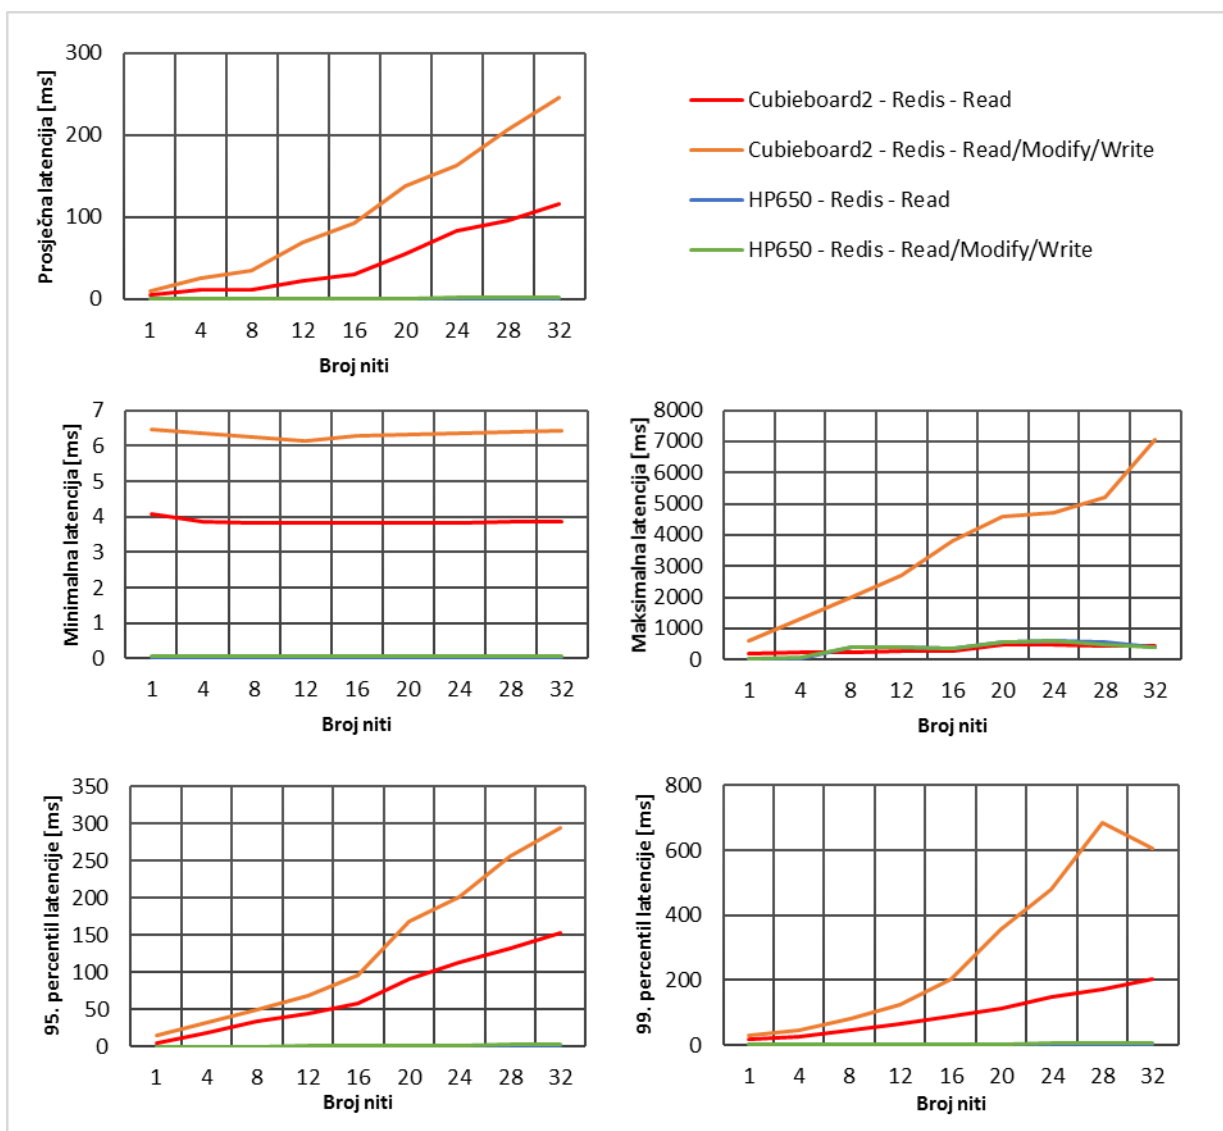 Prosječna latencija [ms]
300
200
100
0
1 4 8 12 16 20 24 28 32
Broj niti
Cubieboard2 - Redis - Read
Cubieboard2 - Redis - Read/Modify/Write
HP650 - Redis - Read
HP650 - Redis - Read/Modify/Write
Minimalna latencija [ms]
7
6
5
4
3
2
1
0
1 4 8 12 16 20 24 28 32
Broj niti
Maksimalna latencija [ms]
8000
7000
6000
5000
4000
3000
2000
1000
0
1 4 8 12 16 20 24 28 32
Broj niti
95. percentil latencije [ms]
350
300
250
200
150
100
50
0
1 4 8 12 16 20 24 28 32
Broj niti
99. percentil latencije [ms]
800
600
400
200
0
1 4 8 12 16 20 24 28 32
Broj niti